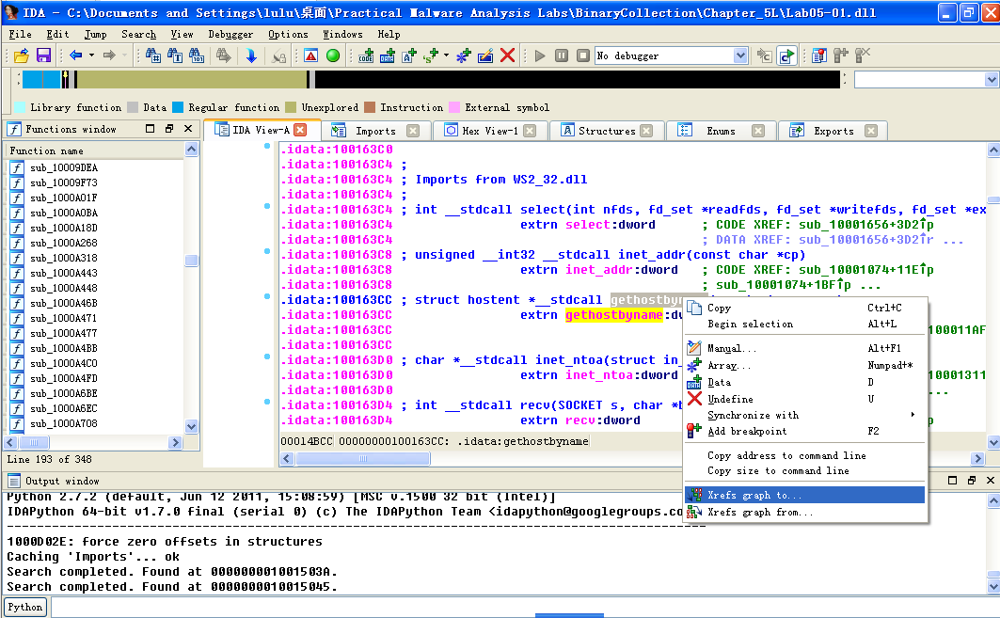 IDA - C:\Documents and Settings\lulu\桌面\Practical Malware Analysis Labs\BinaryCollection\Chapter_5L\Lab05-01.dll
File Edit Jump Search View Debugger Options Windows Help
No debugger
Library function Data Regular function Unexplored Instruction External symbol
Functions window
IDA View-A Imports Hex View-1 Structures Enums Exports
Function name
sub_10009DEA
sub_10009F73
sub_1000A01F
sub_1000A0BA
sub_1000A18D
sub_1000A268
sub_1000A318
sub_1000A443
sub_1000A448
sub_1000A46B
sub_1000A471
sub_1000A477
sub_1000A4BB
sub_1000A4C0
sub_1000A4FD
sub_1000A6BE
sub_1000A6EC
sub_1000A708
Line 193 of 348
.idata:100163C0
.idata:100163C4 ;
.idata:100163C4 ; Imports from WS2_32.dll
.idata:100163C4 ;
.idata:100163C4 ; int __stdcall select(int nfds, fd_set *readfds, fd_set *writefds, fd_set *ex
.idata:100163C4 extrn select:dword ; CODE XREF: sub_10001656+3D2↑p
.idata:100163C4 ; DATA XREF: sub_10001656+3D2↑r ...
.idata:100163C8 ; unsigned __int32 __stdcall inet_addr(const char *cp)
.idata:100163C8 extrn inet_addr:dword ; CODE XREF: sub_10001074+11E↑p
.idata:100163C8 ; sub_10001074+1BF↑p ...
.idata:100163CC ; struct hostent *__stdcall gethostbyn
.idata:100163CC extrn gethostbyname:dw
.idata:100163CC 100011AF
.idata:100163CC
.idata:100163D0 ; char *__stdcall inet_ntoa(struct in_
.idata:100163D0 extrn inet_ntoa:dword 10001311
.idata:100163D0 ...
.idata:100163D4 ; int __stdcall recv(SOCKET s, char *b
.idata:100163D4 extrn recv:dword p
00014BCC 00000000100163CC: .idata:gethostbyname
Copy Ctrl+C
Begin selection Alt+L
Manual... Alt+F1
Array... Numpad+*
Data D
Undefine U
Synchronize with
Add breakpoint F2
Copy address to command line
Copy size to command line
Xrefs graph to...
Xrefs graph from...
Output window
Python 2.7.2 (default, Jun 12 2011, 15:08:59) [MSC v.1500 32 bit (Intel)]
IDAPython 64-bit v1.7.0 final (serial 0) (c) The IDAPython Team <idapython@googlegroups.co
1000D02E: force zero offsets in structures
Caching 'Imports'... ok
Search completed. Found at 000000001001503A.
Search completed. Found at 0000000010015045.
Python